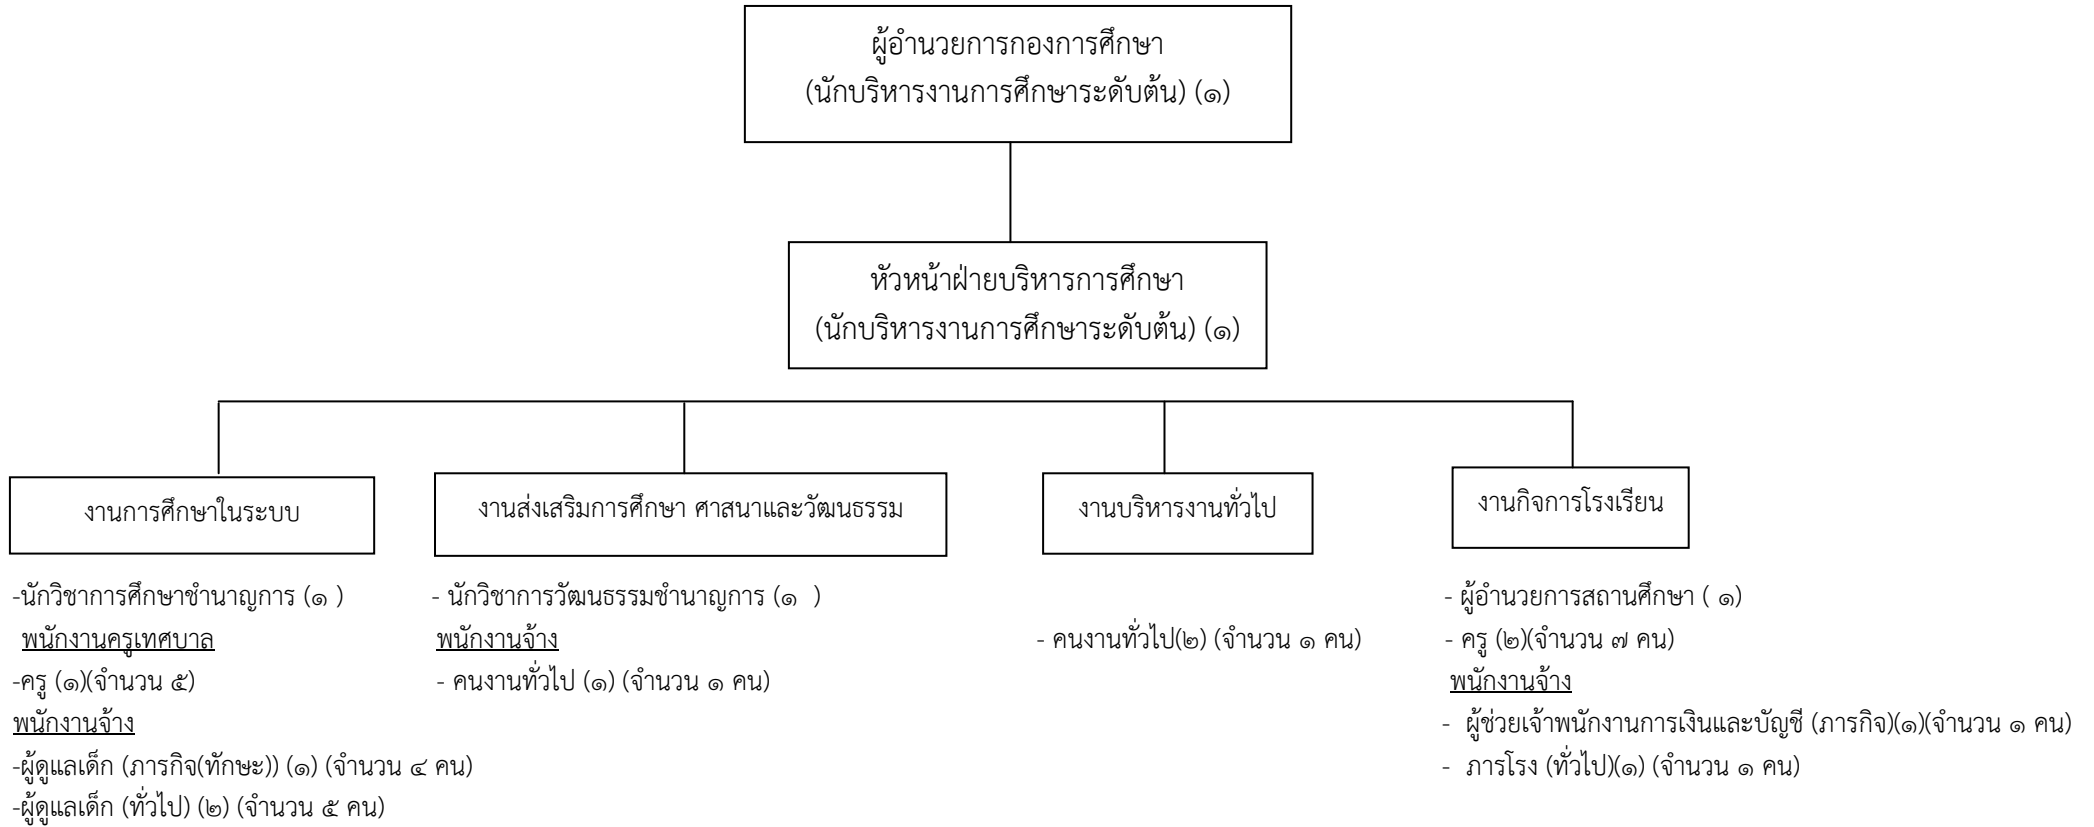 ผู้อำนวยการกองการศึกษา
(นักบริหารงานการศึกษาระดับต้น) (๑)
หัวหน้าฝ่ายบริหารการศึกษา
(นักบริหารงานการศึกษาระดับต้น) (๑)
งานการศึกษาในระบบ
-นักวิชาการศึกษาชำนาญการ (๑ )
พนักงานครูเทศบาล
-ครู (๑)(จำนวน ๕)
พนักงานจ้าง
-ผู้ดูแลเด็ก (ภารกิจ(ทักษะ)) (๑) (จำนวน ๔ คน)
-ผู้ดูแลเด็ก (ทั่วไป) (๒) (จำนวน ๕ คน)
งานส่งเสริมการศึกษา ศาสนาและวัฒนธรรม
- นักวิชาการวัฒนธรรมชำนาญการ (๑ )
พนักงานจ้าง
- คนงานทั่วไป (๑) (จำนวน ๑ คน)
งานบริหารงานทั่วไป
- คนงานทั่วไป(๒) (จำนวน ๑ คน)
งานกิจการโรงเรียน
- ผู้อำนวยการสถานศึกษา ( ๑)
- ครู (๒)(จำนวน ๗ คน)
พนักงานจ้าง
- ผู้ช่วยเจ้าพนักงานการเงินและบัญชี (ภารกิจ)(๑)(จำนวน ๑ คน)
- ภารโรง (ทั่วไป)(๑) (จำนวน ๑ คน)